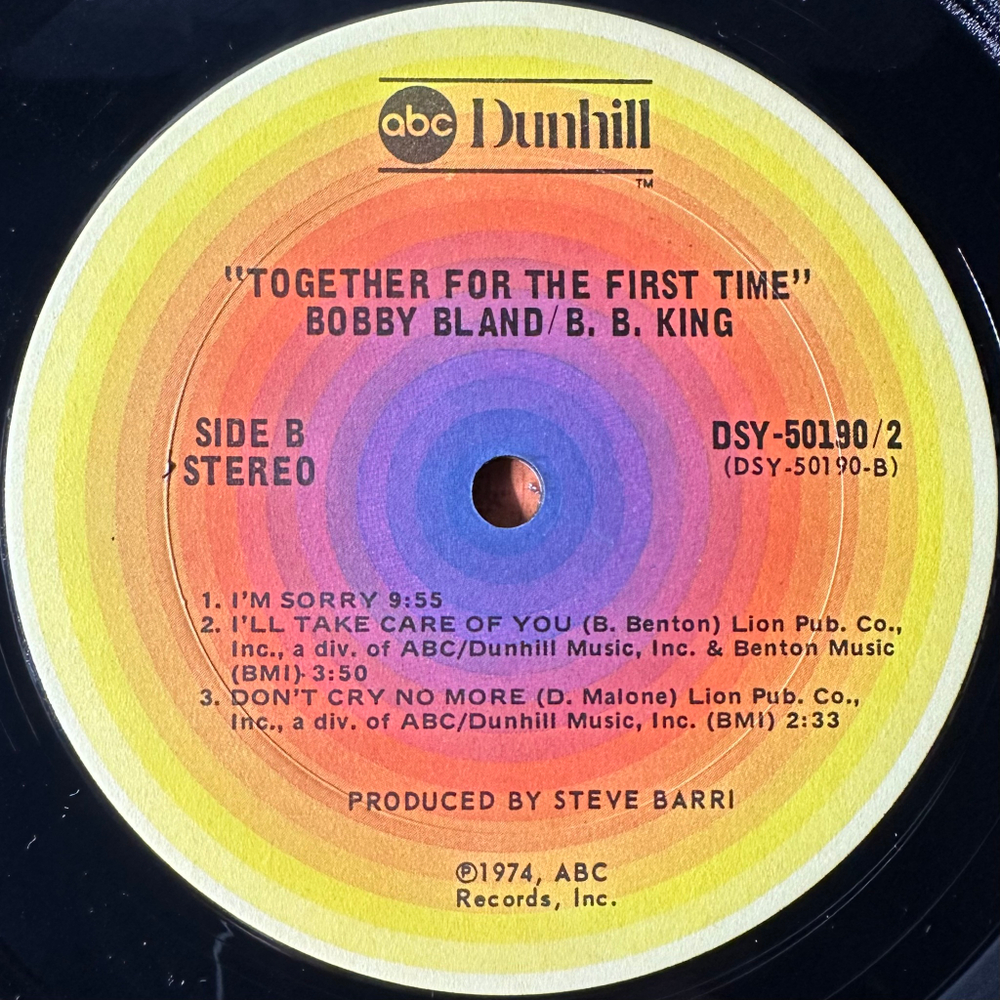 abc Dunhill
TM
"TOGETHER FOR THE FIRST TIME"
BOBBY BLAND/B. B. KING
SIDE B
STEREO
DSY-50190/2
(DSY-50190-B)
1. I'M SORRY 9:55
2. I'LL TAKE CARE OF YOU (B. Benton) Lion Pub. Co.,
Inc., a div. of ABC/Dunhill Music, Inc. & Benton Music
(BMI) 3:50
3. DON'T CRY NO MORE (D. Malone) Lion Pub. Co.,
Inc., a div. of ABC/Dunhill Music, Inc. (BMI) 2:33
PRODUCED BY STEVE BARRI
℗1974, ABC
Records, Inc.